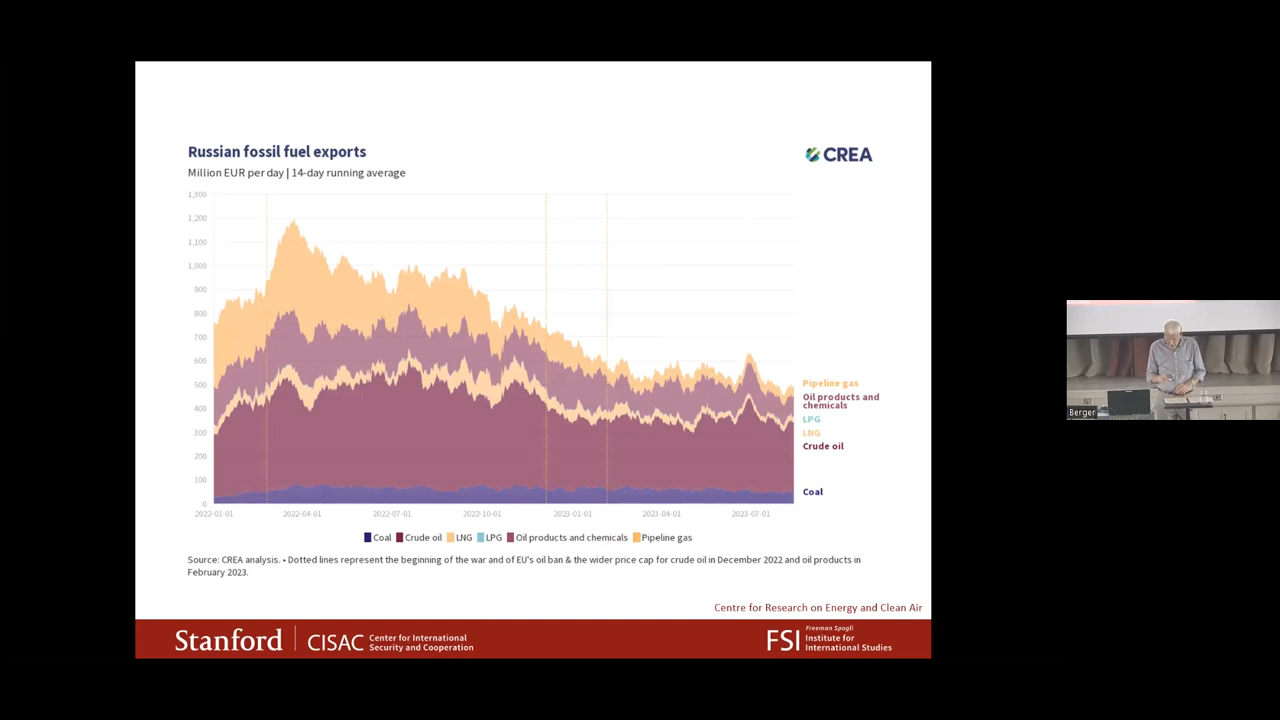 Russian fossil fuel exports
CREA
Million EUR per day | 14-day running average
1,300
1,200
1,100
1,000
900
800
700
600
500
400
300
200
100
0
Pipeline gas
Oil products and
chemicals
LPG
LNG
Crude oil
Coal
2022-01-01 2022-04-01 2022-07-01 2022-10-01 2023-01-01 2023-04-01 2023-07-01
Coal Crude oil LNG LPG Oil products and chemicals Pipeline gas
Source: CREA analysis. • Dotted lines represent the beginning of the war and of EU's oil ban & the wider price cap for crude oil in December 2022 and oil products in
February 2023.
Centre for Research on Energy and Clean Air
Stanford
CISAC
Center for International
Security and Cooperation
FSI
Freeman Spogli
Institute for
International Studies
Berger